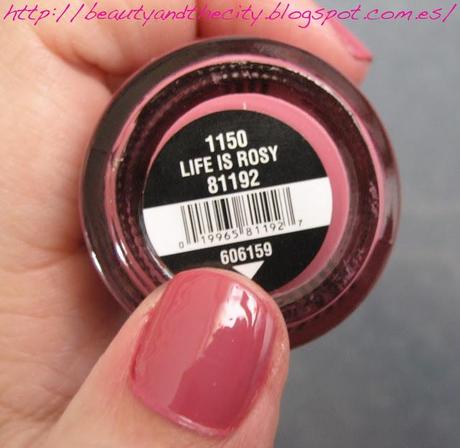 http://beautyandthecity.blogspot.com.es/
1150
LIFE IS ROSY
81192
0 19965 81192 7
606159